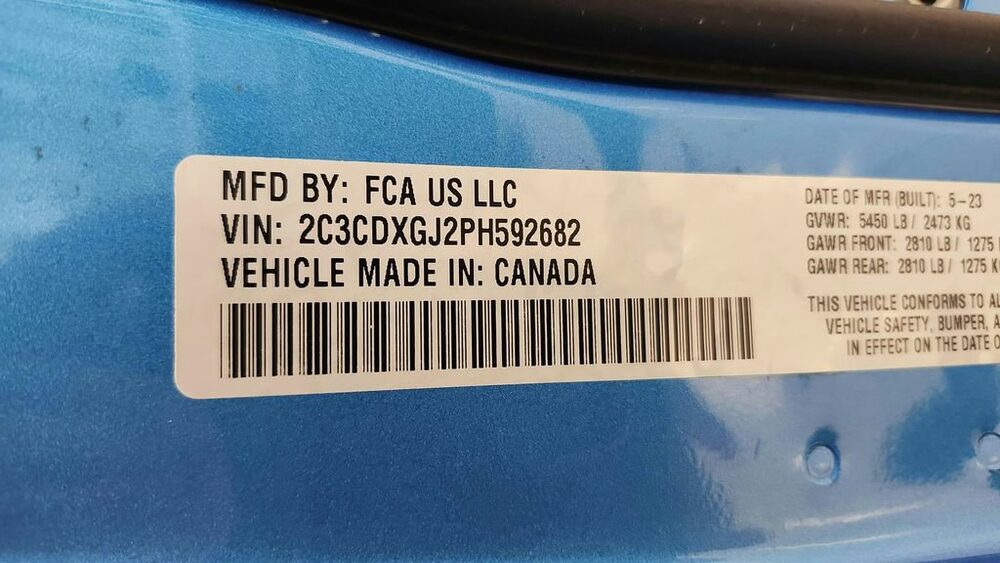 MFD BY: FCA US LLC
VIN: 2C3CDXGJ2PH592682
VEHICLE MADE IN: CANADA
DATE OF MFR (BUILT): 5-23
GVWR: 5450 LB / 2473 KG
GAWR FRONT: 2810 LB / 1275
GAWR REAR: 2810 LB / 1275
THIS VEHICLE CONFORMS TO
VEHICLE SAFETY, BUMPER,
IN EFFECT ON THE DATE